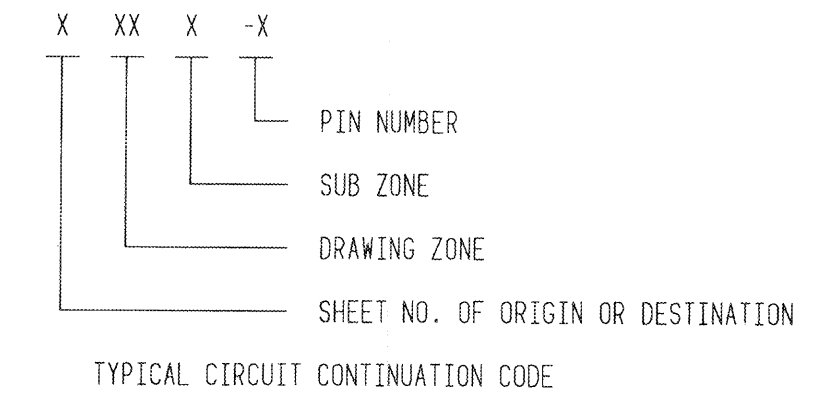 X XX X -X
PIN NUMBER
SUB ZONE
DRAWING ZONE
SHEET NO. OF ORIGIN OR DESTINATION
TYPICAL CIRCUIT CONTINUATION CODE